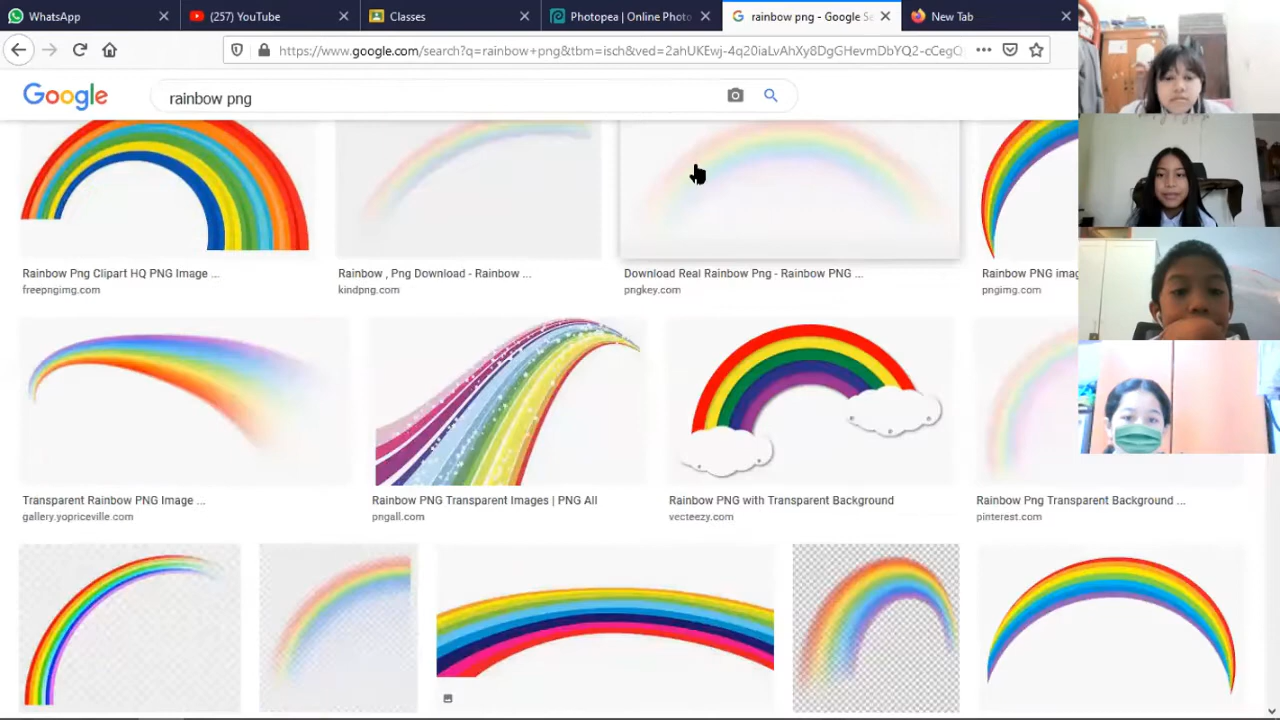 WhatsApp
(257) YouTube
Classes
Photopea | Online Photo
rainbow png - Google Se
New Tab
https://www.google.com/search?q=rainbow+png&tbm=isch&ved=2ahUKEwj-4q20iaLvAhXy8DgGHevmDbYQ2-cCegQ
Google
rainbow png
Rainbow Png Clipart HQ PNG Image ...
freepngimg.com
Rainbow , Png Download - Rainbow ...
kindpng.com
Download Real Rainbow Png - Rainbow PNG ...
pngkey.com
Rainbow PNG imag
pngimg.com
Transparent Rainbow PNG Image ...
gallery.yopriceville.com
Rainbow PNG Transparent Images | PNG All
pngall.com
Rainbow PNG with Transparent Background
vecteezy.com
Rainbow Png Transparent Background ...
pinterest.com